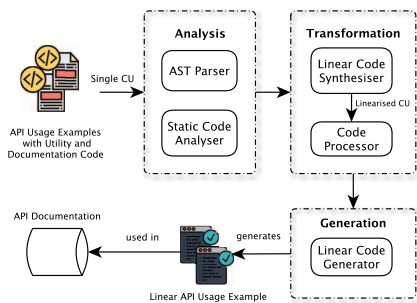 Analysis
AST Parser
Static Code
Analyser
Single CU
API Usage Examples
with Utility and
Documentation Code
Transformation
Linear Code
Synthesiser
Linearised CU
Code
Processor
Generation
Linear Code
Generator
generates
Linear API Usage Example
used in
API Documentation